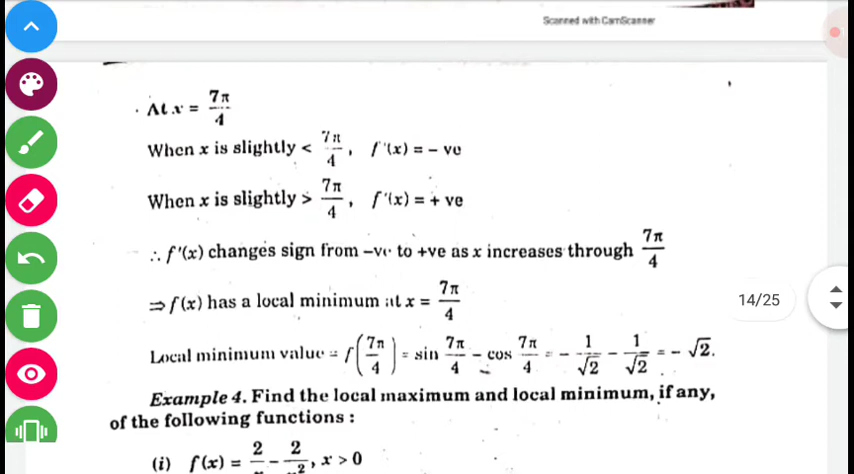 Scanned with CamScanner
At x = 7π/4
When x is slightly < 7π/4, f'(x) = – ve
When x is slightly > 7π/4, f'(x) = + ve
∴ f'(x) changes sign from –ve to +ve as x increases through 7π/4
⇒ f(x) has a local minimum at x = 7π/4
14/25
Local minimum value = f(7π/4) = sin 7π/4 – cos 7π/4 = – 1/√2 – 1/√2 = – √2.
Example 4. Find the local maximum and local minimum, if any,
of the following functions :
(i) f(x) = 2/ – 2/ 2, x > 0